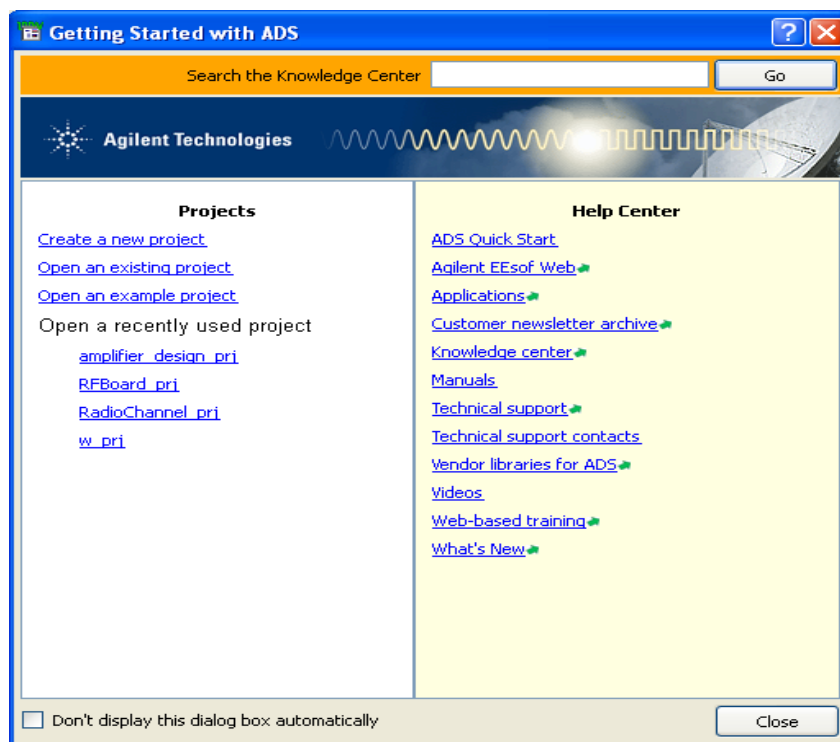 Getting Started with ADS
Search the Knowledge Center
Go
Agilent Technologies
Projects
Create a new project
Open an existing project
Open an example project
Open a recently used project
amplifier_design_prj
RFBoard_prj
RadioChannel_prj
w_prj
Help Center
ADS Quick Start
Agilent EEsof Web
Applications
Customer newsletter archive
Knowledge center
Manuals
Technical support
Technical support contacts
Vendor libraries for ADS
Videos
Web-based training
What's New
Don't display this dialog box automatically
Close